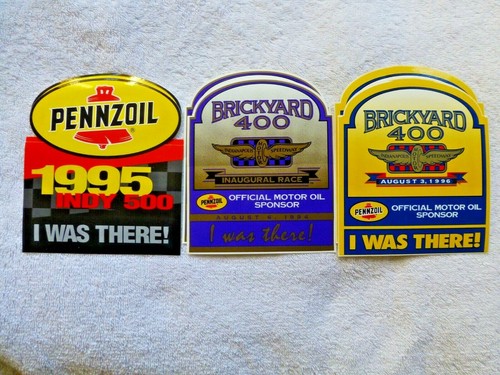 PENNZOIL
1995
INDY 500
I WAS THERE!
BRICKYARD
400
INDIANAPOLIS SPEEDWAY
INAUGURAL RACE
PENNZOIL
OFFICIAL MOTOR OIL
SPONSOR
AUGUST 6, 1994
I was there!
BRICKYARD
400
INDIANAPOLIS SPEEDWAY
AUGUST 3, 1996
PENNZOIL
OFFICIAL MOTOR OIL
SPONSOR
I WAS THERE!